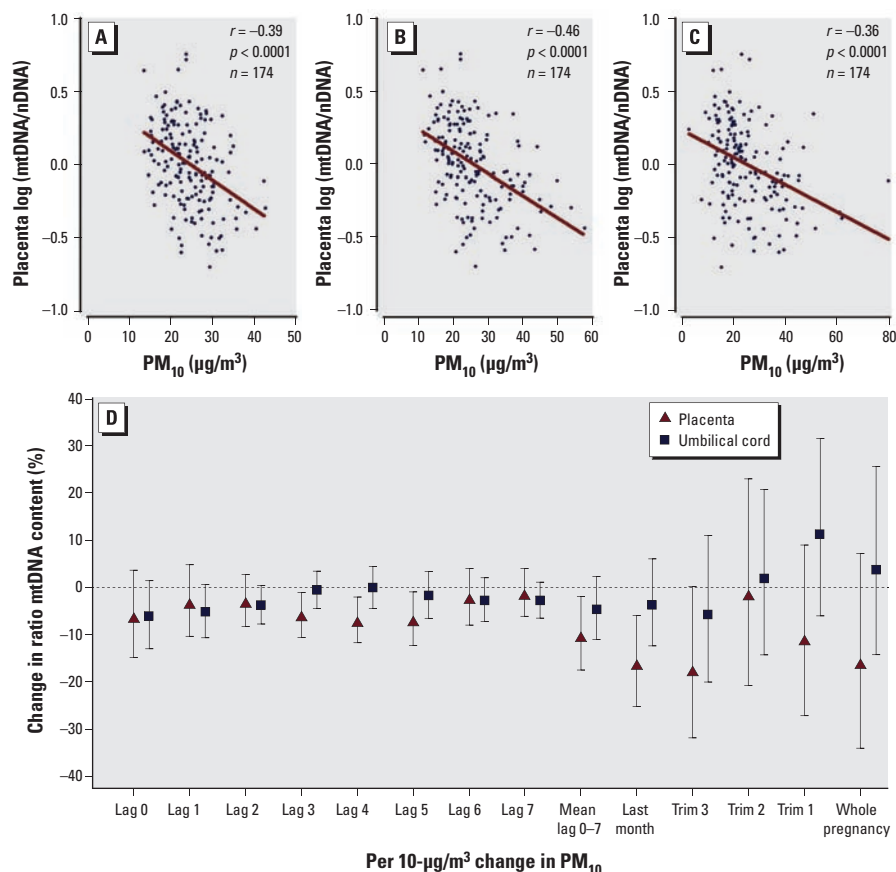 A
r = –0.39
p < 0.0001
n = 174
Placenta log (mtDNA/nDNA)
1.0
0.5
0.0
–0.5
–1.0
0 10 20 30 40 50
PM10 (µg/m³)
B
r = –0.46
p < 0.0001
n = 174
Placenta log (mtDNA/nDNA)
1.0
0.5
0.0
–0.5
–1.0
0 10 20 30 40 50 60
PM10 (µg/m³)
C
r = –0.36
p < 0.0001
n = 174
Placenta log (mtDNA/nDNA)
1.0
0.5
0.0
–0.5
–1.0
0 20 40 60 80
PM10 (µg/m³)
D
Placenta
Umbilical cord
Change in ratio mtDNA content (%)
40
30
20
10
0
–10
–20
–30
–40
Lag 0 Lag 1 Lag 2 Lag 3 Lag 4 Lag 5 Lag 6 Lag 7 Mean lag 0–7 Last month Trim 3 Trim 2 Trim 1 Whole pregnancy
Per 10-µg/m³ change in PM10